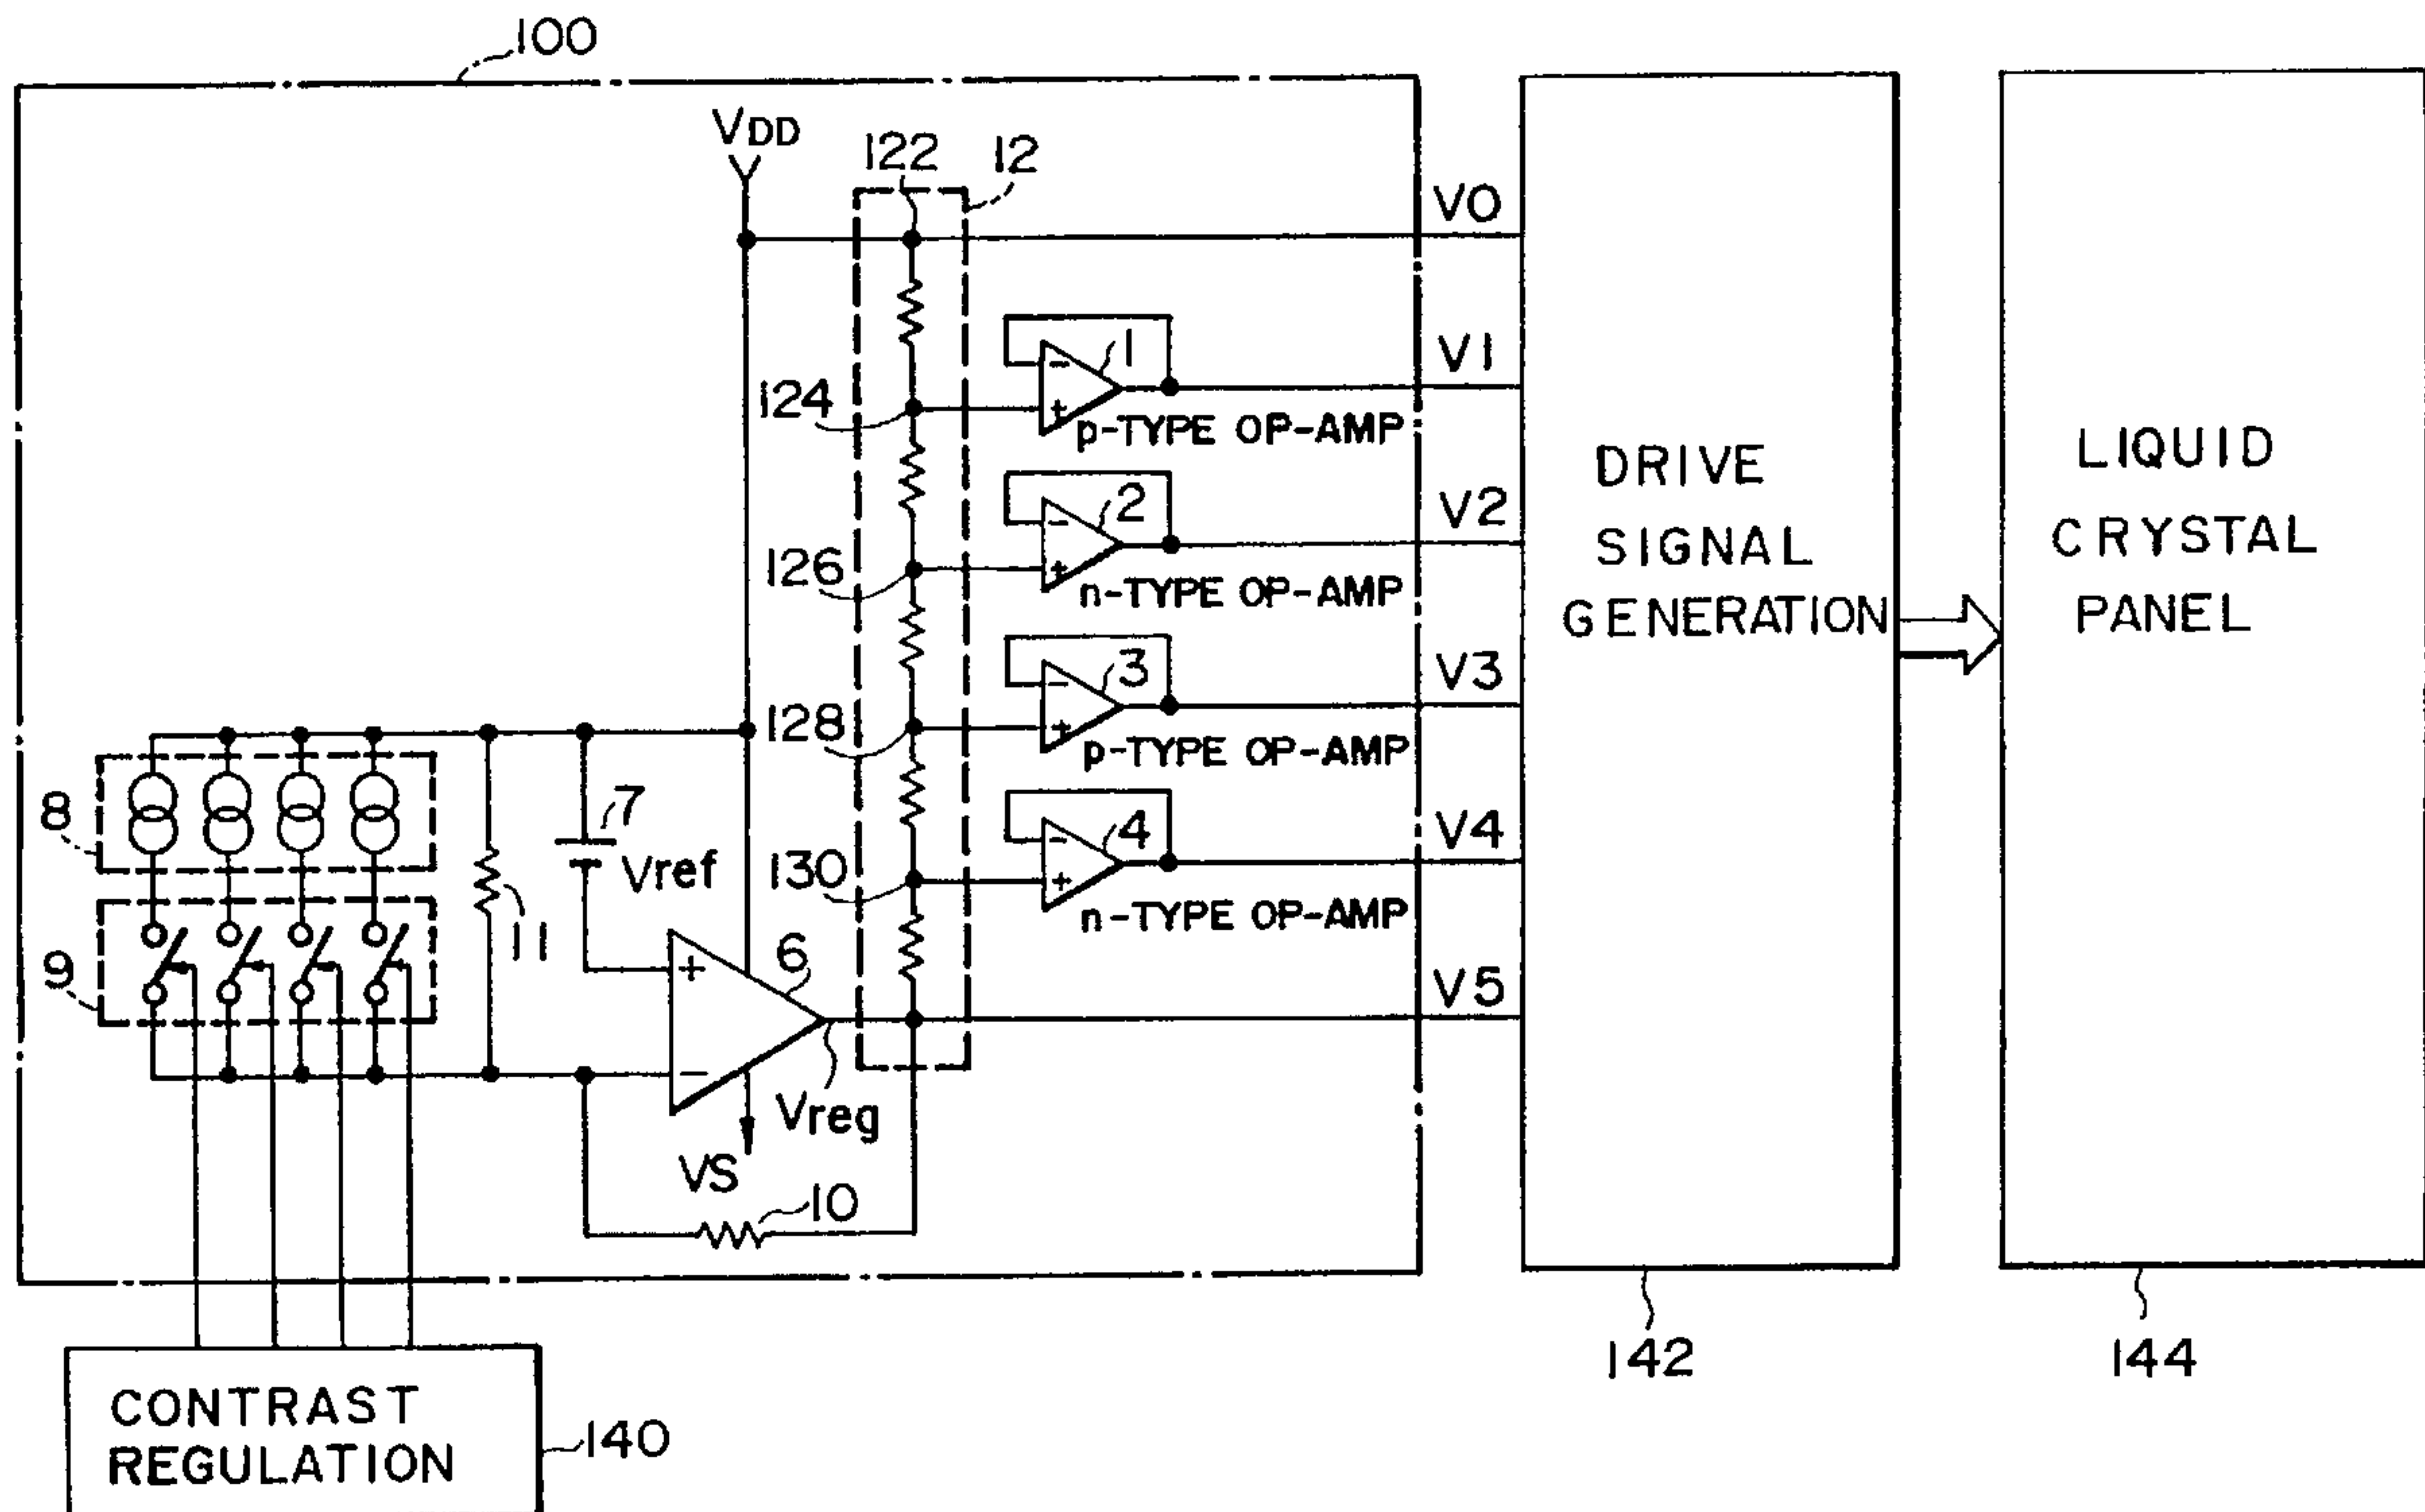 100
VDD
122
12
V0
1
V1
124
p-TYPE OP-AMP
2
V2
126
n-TYPE OP-AMP
3
V3
128
p-TYPE OP-AMP
4
V4
130
n-TYPE OP-AMP
V5
8
9
11
7
Vref
6
+
−
+
−
+
−
+
−
+
−
Vreg
VS
10
DRIVE
SIGNAL
GENERATION
LIQUID
CRYSTAL
PANEL
142
144
CONTRAST
REGULATION
140